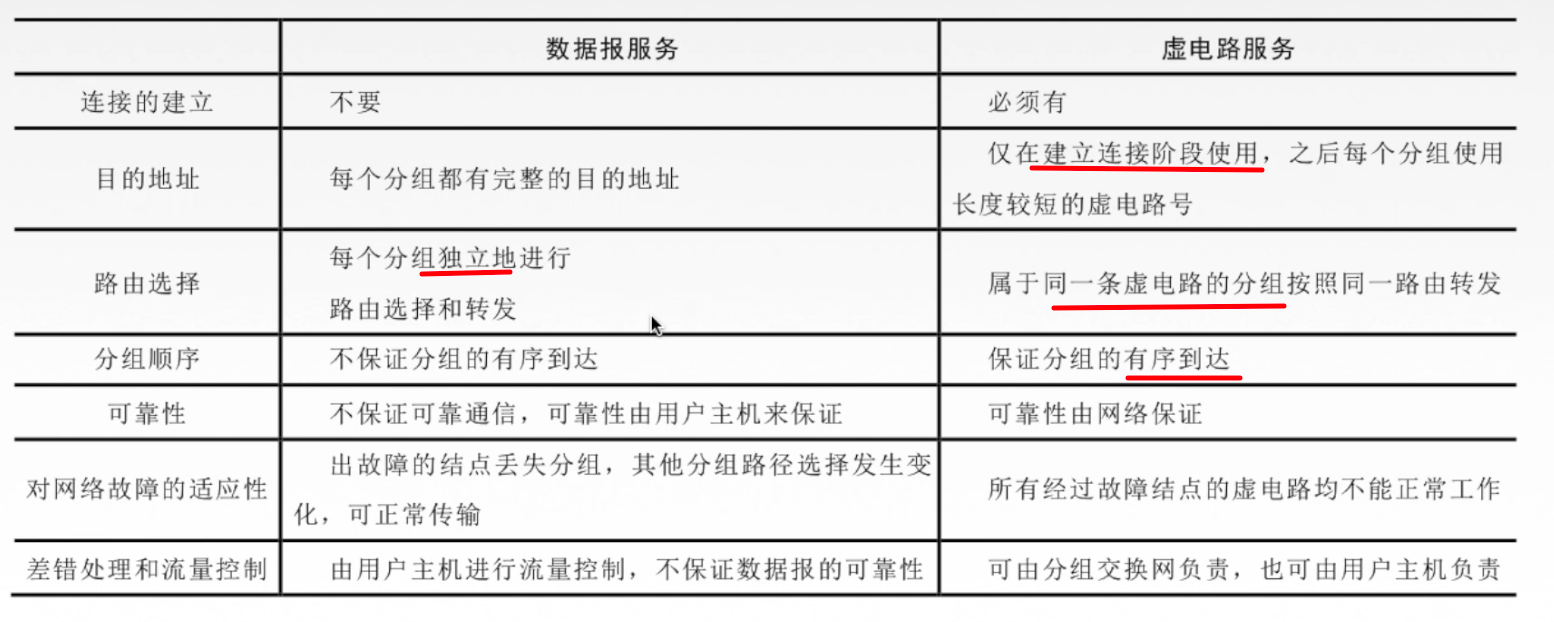 数据报服务
虚电路服务
连接的建立
不要
必须有
目的地址
每个分组都有完整的目的地址
仅在建立连接阶段使用，之后每个分组使用
长度较短的虚电路号
路由选择
每个分组独立地进行
路由选择和转发
属于同一条虚电路的分组按照同一路由转发
分组顺序
不保证分组的有序到达
保证分组的有序到达
可靠性
不保证可靠通信，可靠性由用户主机来保证
可靠性由网络保证
对网络故障的适应性
出故障的结点丢失分组，其他分组路径选择发生变
化，可正常传输
所有经过故障结点的虚电路均不能正常工作
差错处理和流量控制
由用户主机进行流量控制，不保证数据报的可靠性
可由分组交换网负责，也可由用户主机负责